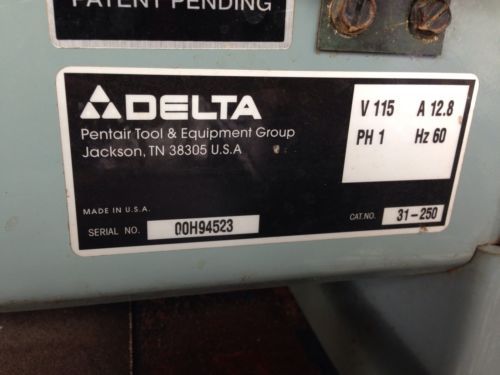 PATENT PENDING
DELTA
Pentair Tool & Equipment Group
Jackson, TN 38305 U.S.A
V 115 A 12.8
PH 1 Hz 60
MADE IN U.S.A.
SERIAL NO. 00H94523
CAT.NO. 31-250